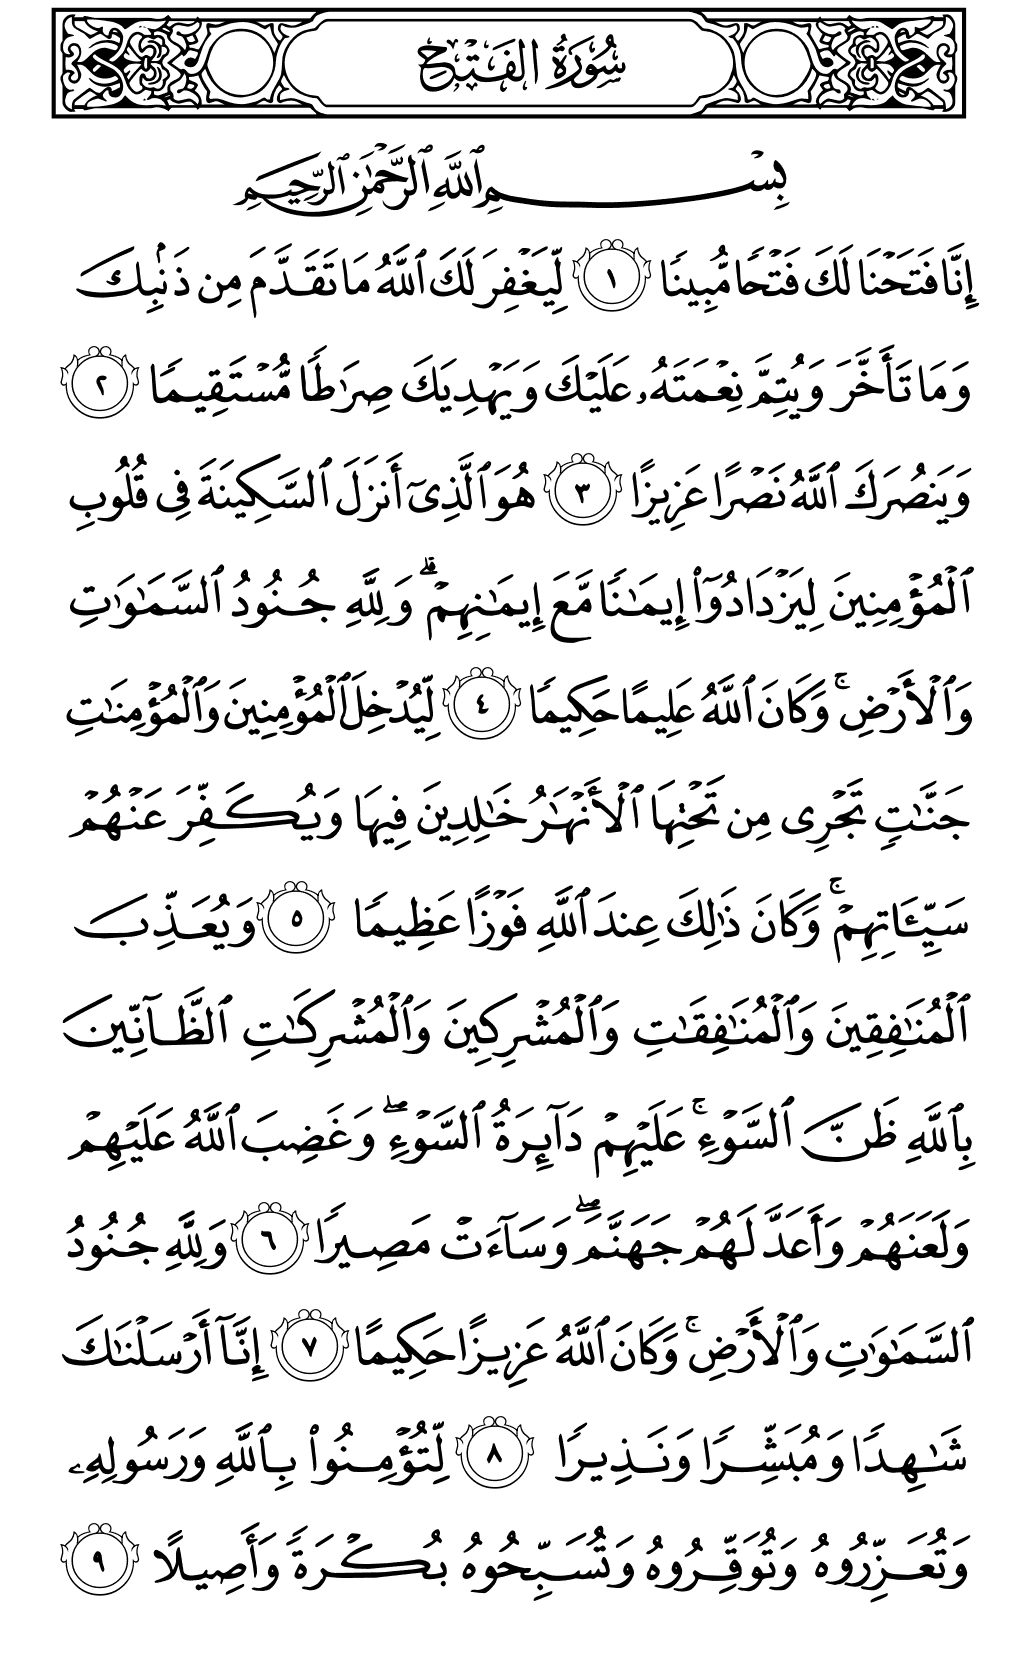 سُورَةُ الفَتۡحِ
بِسۡمِ ٱللَّهِ ٱلرَّحۡمَٰنِ ٱلرَّحِيمِ
إِنَّا فَتَحۡنَا لَكَ فَتۡحٗا مُّبِينٗا ١ لِّيَغۡفِرَ لَكَ ٱللَّهُ مَا تَقَدَّمَ مِن ذَنۢبِكَ
وَمَا تَأَخَّرَ وَيُتِمَّ نِعۡمَتَهُۥ عَلَيۡكَ وَيَهۡدِيَكَ صِرَٰطٗا مُّسۡتَقِيمٗا ٢
وَيَنصُرَكَ ٱللَّهُ نَصۡرًا عَزِيزًا ٣ هُوَ ٱلَّذِيٓ أَنزَلَ ٱلسَّكِينَةَ فِي قُلُوبِ
ٱلۡمُؤۡمِنِينَ لِيَزۡدَادُوٓاْ إِيمَٰنٗا مَّعَ إِيمَٰنِهِمۡۗ وَلِلَّهِ جُنُودُ ٱلسَّمَٰوَٰتِ
وَٱلۡأَرۡضِۚ وَكَانَ ٱللَّهُ عَلِيمًا حَكِيمٗا ٤ لِّيُدۡخِلَ ٱلۡمُؤۡمِنِينَ وَٱلۡمُؤۡمِنَٰتِ
جَنَّٰتٖ تَجۡرِي مِن تَحۡتِهَا ٱلۡأَنۡهَٰرُ خَٰلِدِينَ فِيهَا وَيُكَفِّرَ عَنۡهُمۡ
سَيِّـَٔاتِهِمۡۚ وَكَانَ ذَٰلِكَ عِندَ ٱللَّهِ فَوۡزًا عَظِيمٗا ٥ وَيُعَذِّبَ
ٱلۡمُنَٰفِقِينَ وَٱلۡمُنَٰفِقَٰتِ وَٱلۡمُشۡرِكِينَ وَٱلۡمُشۡرِكَٰتِ ٱلظَّآنِّينَ
بِٱللَّهِ ظَنَّ ٱلسَّوۡءِۚ عَلَيۡهِمۡ دَآئِرَةُ ٱلسَّوۡءِۖ وَغَضِبَ ٱللَّهُ عَلَيۡهِمۡ
وَلَعَنَهُمۡ وَأَعَدَّ لَهُمۡ جَهَنَّمَۖ وَسَآءَتۡ مَصِيرٗا ٦ وَلِلَّهِ جُنُودُ
ٱلسَّمَٰوَٰتِ وَٱلۡأَرۡضِۚ وَكَانَ ٱللَّهُ عَزِيزًا حَكِيمًا ٧ إِنَّآ أَرۡسَلۡنَٰكَ
شَٰهِدٗا وَمُبَشِّرٗا وَنَذِيرٗا ٨ لِّتُؤۡمِنُواْ بِٱللَّهِ وَرَسُولِهِۦ
وَتُعَزِّرُوهُ وَتُوَقِّرُوهُ وَتُسَبِّحُوهُ بُكۡرَةٗ وَأَصِيلًا ٩